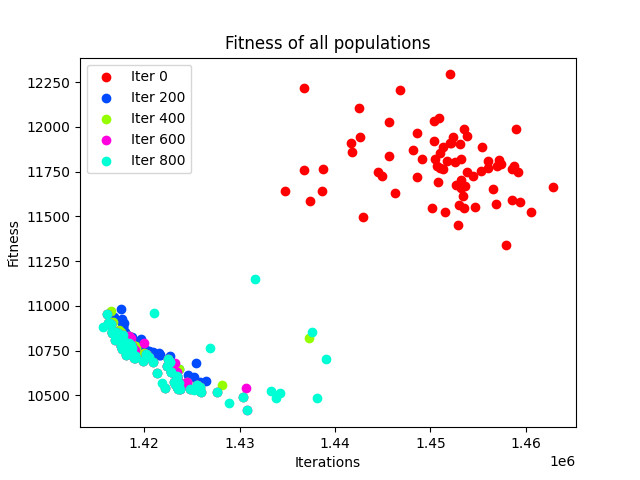 Fitness of all populations
Iter 0
Iter 200
Iter 400
Iter 600
Iter 800
Fitness
12250
12000
11750
11500
11250
11000
10750
10500
1.42 1.43 1.44 1.45 1.46
1e6
Iterations